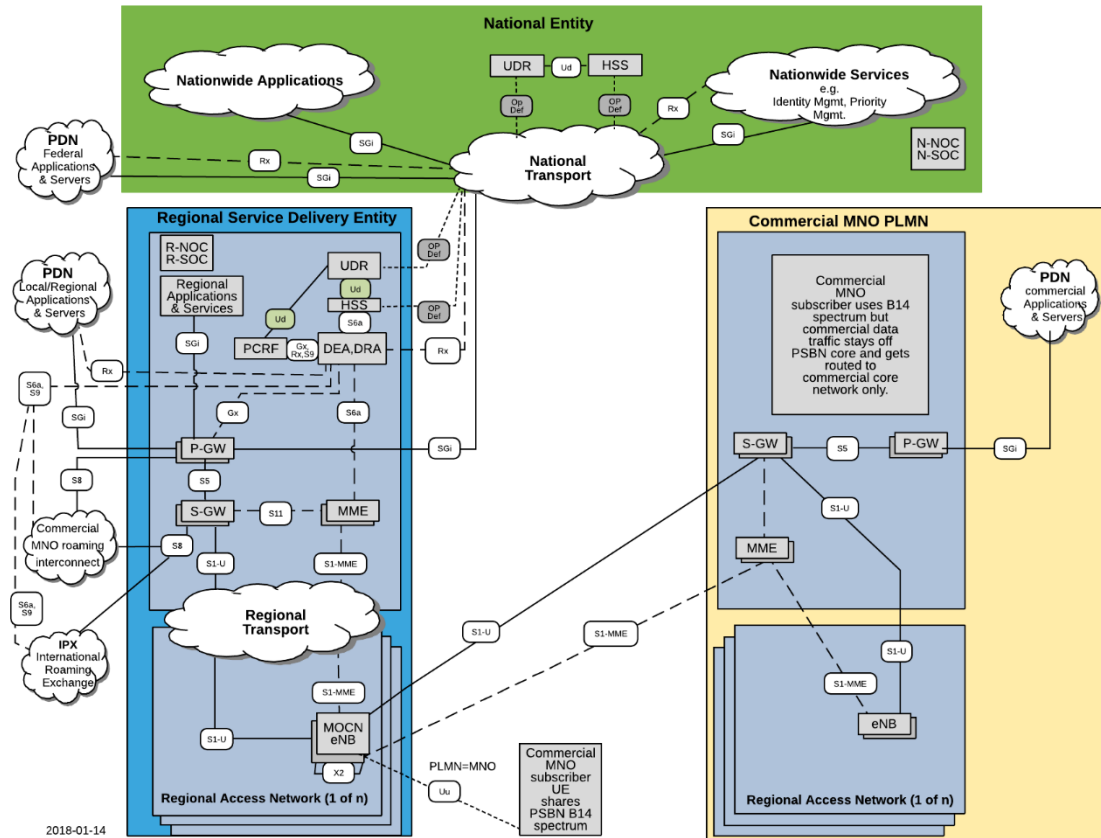 National Entity
Nationwide Applications
UDR
Ud
HSS
Nationwide Services
e.g.
Identity Mgmt, Priority
Mgmt.
Op
Def
Op
Def
Rx
SGi
SGi
N-NOC
N-SOC
PDN
Federal
Applications
& Servers
Rx
SGi
National
Transport
Regional Service Delivery Entity
R-NOC
R-SOC
Regional
Applications
& Services
UDR
Ud
HSS
S6a
OP
Def
OP
Def
Ud
PCRF
Gx,
Rx,S9
DEA,DRA
Rx
SGi
PDN
Local/Regional
Applications
& Servers
Rx
S6a,
S9
SGi
Gx
S6a
P-GW
SGi
S5
S8
S-GW
S11
MME
Commercial
MNO roaming
interconnect
S8
S1-U
S1-MME
S6a,
S9
Regional
Transport
IPX
International
Roaming
Exchange
S1-MME
S1-U
MOCN
eNB
X2
Regional Access Network (1 of n)
2018-01-14
S1-U
S1-MME
PLMN=MNO
Uu
Commercial
MNO
subscriber
UE
shares
PSBN B14
spectrum
Commercial MNO PLMN
Commercial
MNO
subscriber uses B14
spectrum but
commercial data
traffic stays off
PSBN core and gets
routed to
commercial core
network only.
PDN
commercial
Applications
& Servers
S-GW
S5
P-GW
SGi
S1-U
MME
S1-U
S1-MME
eNB
Regional Access Network (1 of n)